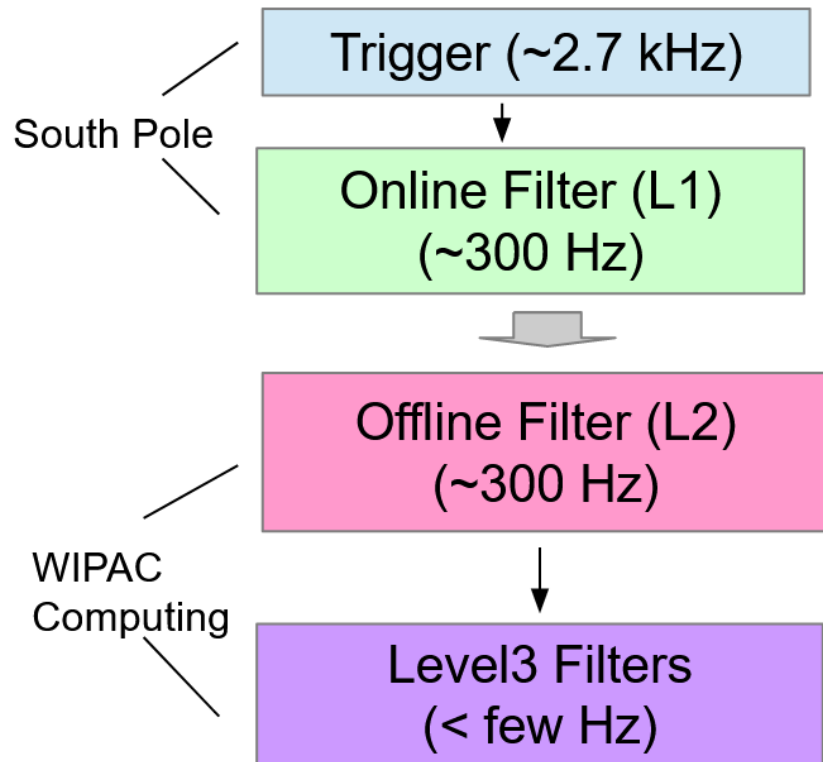 Trigger (~2.7 kHz)
South Pole
Online Filter (L1)
(~300 Hz)
Offline Filter (L2)
(~300 Hz)
WIPAC
Computing
Level3 Filters
(< few Hz)